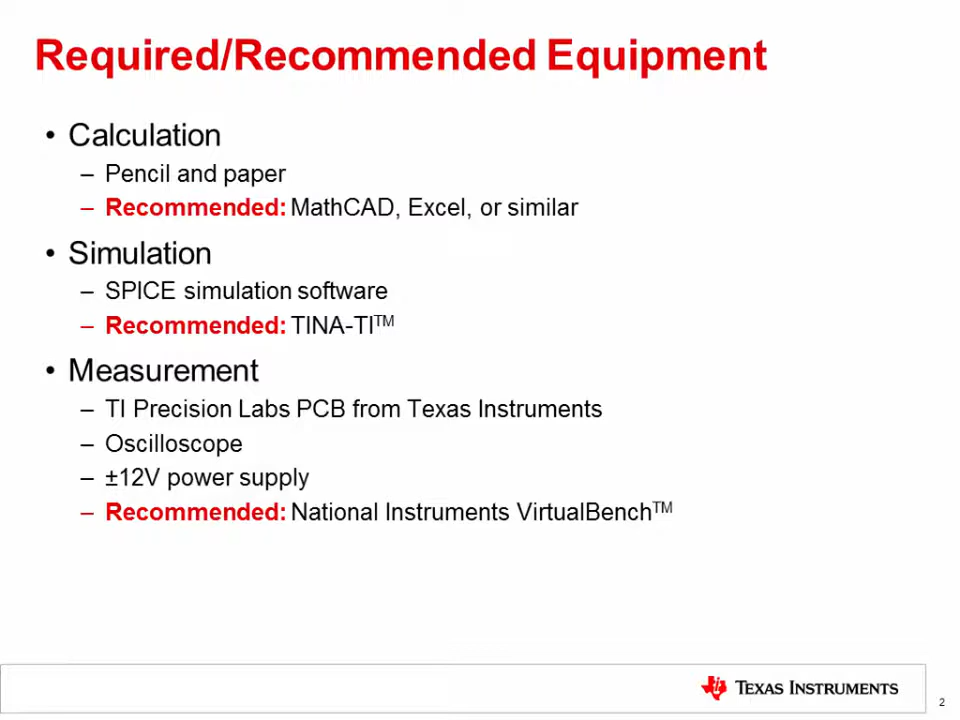 Required/Recommended Equipment
• Calculation
– Pencil and paper
– Recommended: MathCAD, Excel, or similar
• Simulation
– SPICE simulation software
– Recommended: TINA-TI™
• Measurement
– TI Precision Labs PCB from Texas Instruments
– Oscilloscope
– ±12V power supply
– Recommended: National Instruments VirtualBench™
TEXAS INSTRUMENTS
2